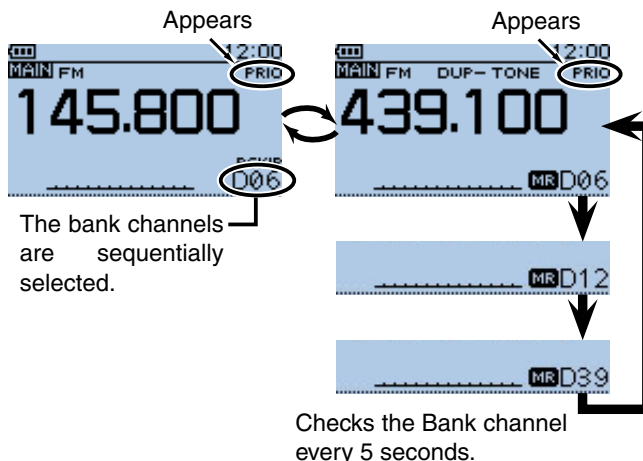 Appears
12:00
MAIN FM PRIO
145.800
D06
The bank channels
are sequentially
selected.
Appears
12:00
MAIN FM DUP- TONE PRIO
439.100
MR D06
MR D12
MR D39
Checks the Bank channel
every 5 seconds.